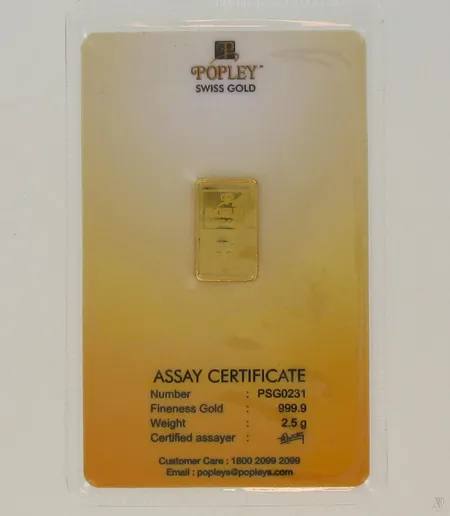 P
POPLEY™
SWISS GOLD
ASSAY CERTIFICATE
Number : PSG0231
Fineness Gold : 999.9
Weight : 2.5 g
Certified assayer :
Customer Care : 1800 2099 2099
Email : popleys@popleys.com